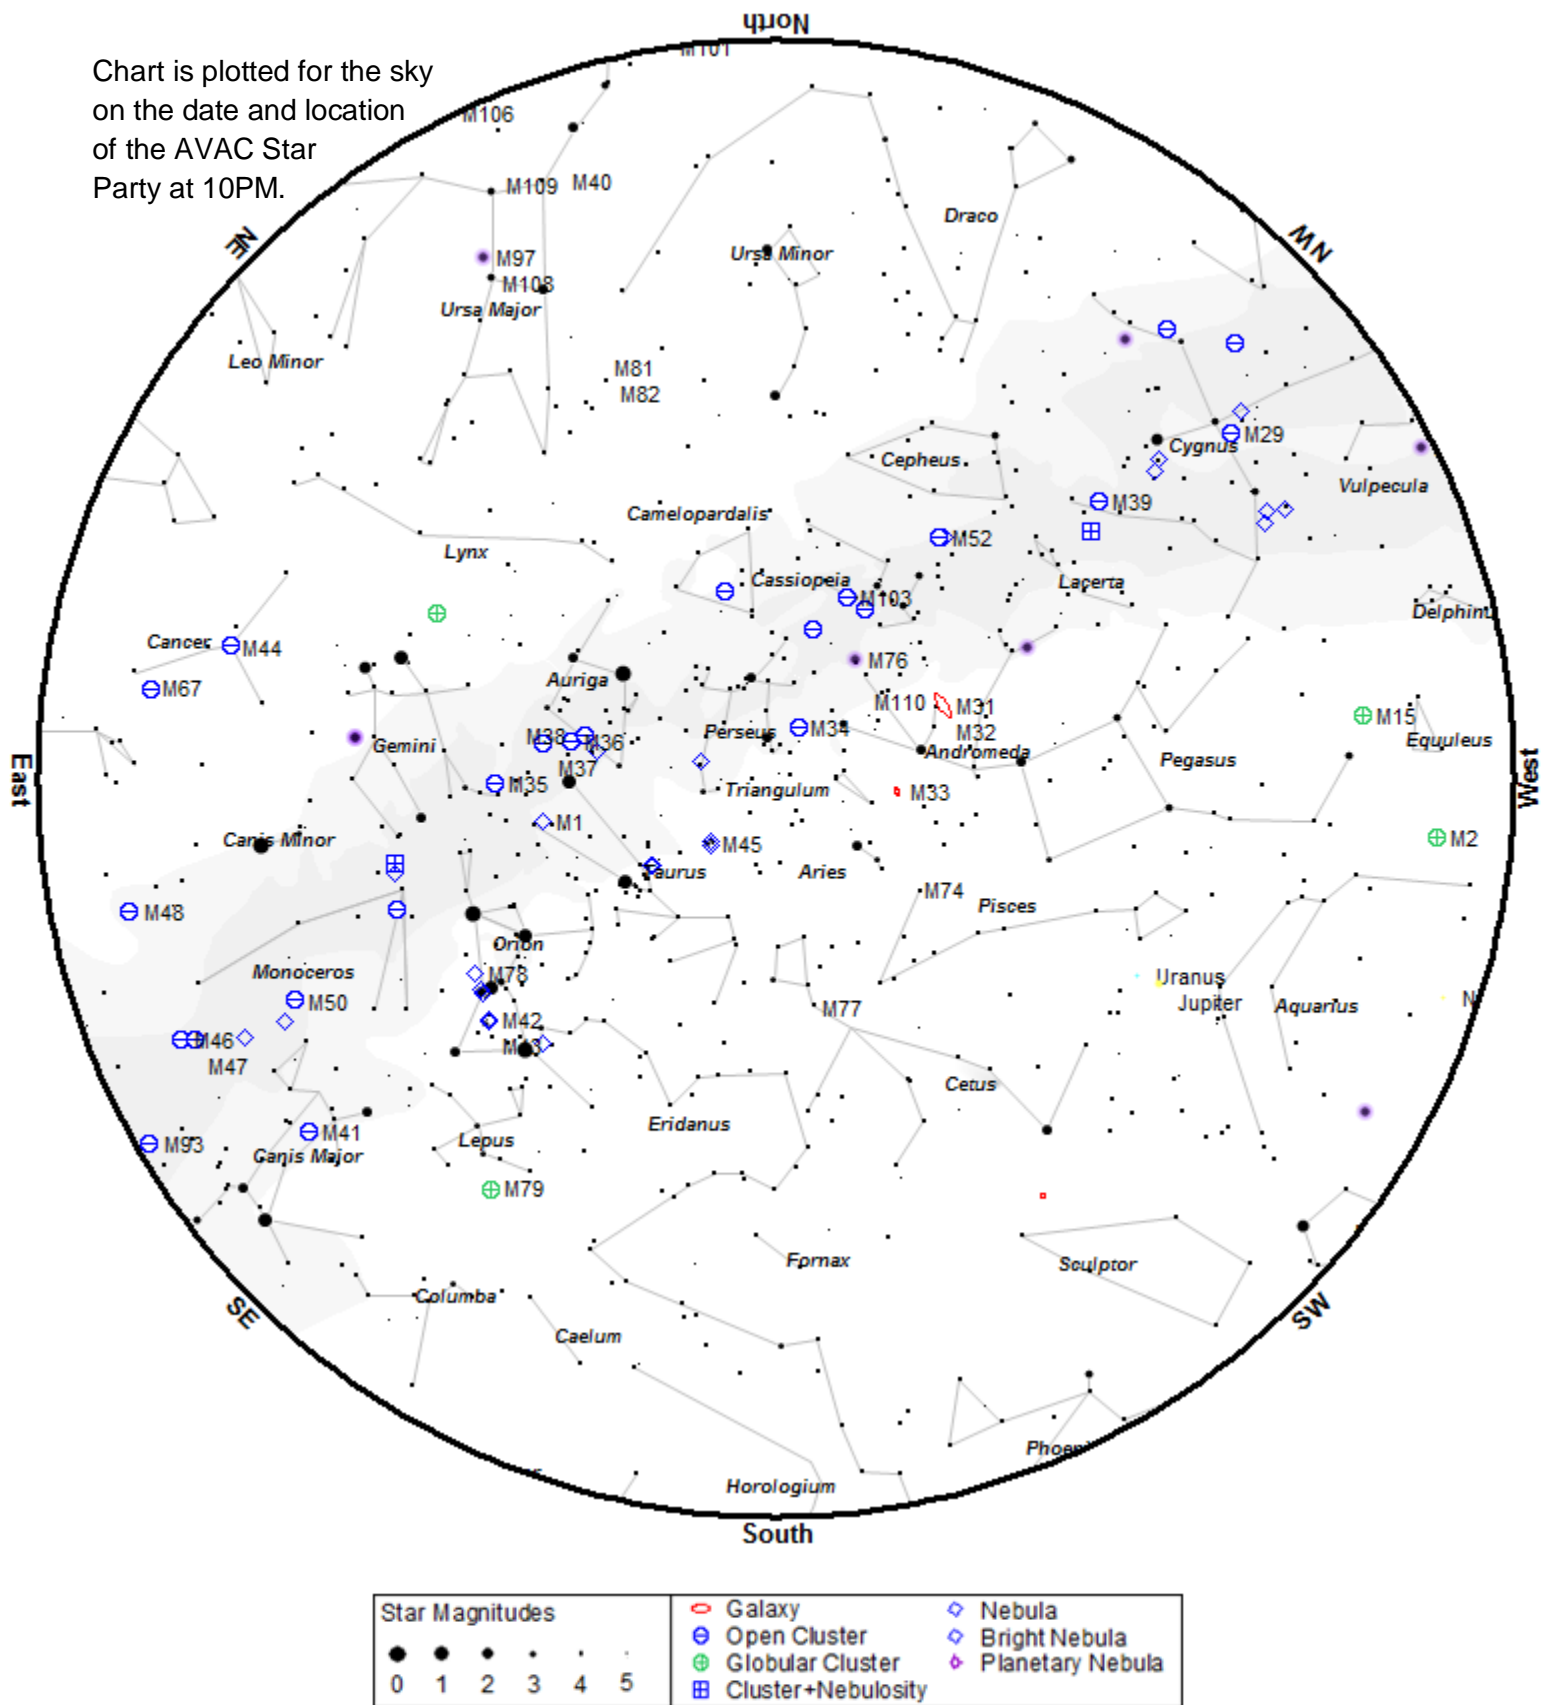 North
M101
Chart is plotted for the sky
on the date and location
of the AVAC Star
Party at 10PM.
M106
M109 M40
NE
NW
Draco
Ursa Minor
M97
M108
Ursa Major
Leo Minor
M81
M82
M29
Cygnus
Cepheus
Vulpecula
M39
Camelopardalis
M52
Lynx
Cassiopeia
Lacerta
M103
Delphinu
Cancer
M44
M76
Auriga
M67
M110
M31
M15
M38
M36
Perseus
M34
M32
Equuleus
Gemini
Andromeda
Pegasus
M37
East
West
M35
Triangulum
M33
M1
Canis Minor
M45
M2
Taurus
Aries
M74
M48
Pisces
Orion
Monoceros
M78
Uranus
M50
M77
Jupiter
Aquarius
N
M42
M46
M43
M47
Cetus
Eridanus
M41
Lepus
M93
Canis Major
M79
Fornax
Sculptor
Columba
SE
SW
Caelum
Phoeni
Horologium
South
Star Magnitudes
0 1 2 3 4 5
Galaxy
Open Cluster
Globular Cluster
Cluster+Nebulosity
Nebula
Bright Nebula
Planetary Nebula